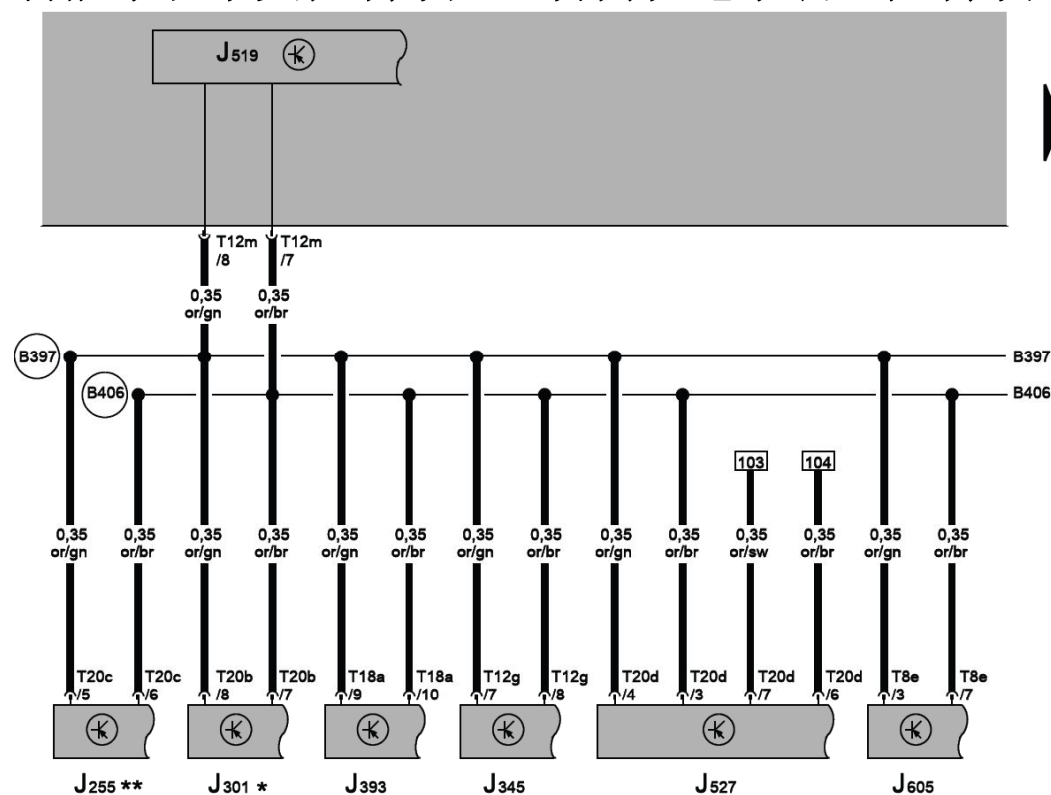 J519
T12m T12m
/8 /7
0,35 0,35
or/gn or/br
B397 B397
B406 B406
103 104
0,35 0,35 0,35 0,35 0,35 0,35 0,35 0,35 0,35 0,35 0,35 0,35 0,35 0,35
or/gn or/br or/gn or/br or/gn or/br or/gn or/br or/gn or/br or/sw or/br or/gn or/br
T20c T20c T20b T20b T18a T18a T12g T12g T20d T20d T20d T20d T8e T8e
/5 /6 /8 /7 /9 /10 /7 /8 /4 /3 /7 /6 /3 /7
J255 ** J301 * J393 J345 J527 J605